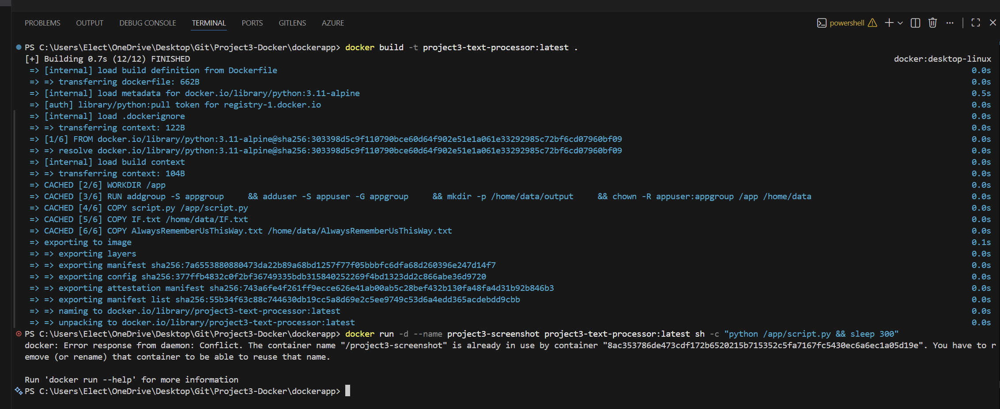 PROBLEMS OUTPUT DEBUG CONSOLE TERMINAL PORTS GITLENS AZURE powershell
PS C:\Users\Elect\OneDrive\Desktop\Git\Project3-Docker\dockerapp> docker build -t project3-text-processor:latest .
[+] Building 0.7s (12/12) FINISHED docker:desktop-linux
=> [internal] load build definition from Dockerfile 0.0s
=> => transferring dockerfile: 662B 0.0s
=> [internal] load metadata for docker.io/library/python:3.11-alpine 0.5s
=> [auth] library/python:pull token for registry-1.docker.io 0.0s
=> [internal] load .dockerignore 0.0s
=> => transferring context: 122B 0.0s
=> [1/6] FROM docker.io/library/python:3.11-alpine@sha256:303398d5c9f110790bce60d64f902e51e1a061e33292985c72bf6cd07960bf09 0.0s
=> => resolve docker.io/library/python:3.11-alpine@sha256:303398d5c9f110790bce60d64f902e51e1a061e33292985c72bf6cd07960bf09 0.0s
=> [internal] load build context 0.0s
=> => transferring context: 104B 0.0s
=> CACHED [2/6] WORKDIR /app 0.0s
=> CACHED [3/6] RUN addgroup -S appgroup     && adduser -S appuser -G appgroup     && mkdir -p /home/data/output     && chown -R appuser:appgroup /app /home/data 0.0s
=> CACHED [4/6] COPY script.py /app/script.py 0.0s
=> CACHED [5/6] COPY IF.txt /home/data/IF.txt 0.0s
=> CACHED [6/6] COPY AlwaysRememberUsThisWay.txt /home/data/AlwaysRememberUsThisWay.txt 0.0s
=> exporting to image 0.1s
=> => exporting layers 0.0s
=> => exporting manifest sha256:7a6553880880473da22b89a68bd1257f77f05bbbfc6dfa68d260396e247d14f7 0.0s
=> => exporting config sha256:377ffb4832c0f2bf36749335bdb315840252269f4bd1323dd2c866abe36d9720 0.0s
=> => exporting attestation manifest sha256:743a6fe4f261ff9ecce626e41ab00ab5c28bef432b130fa48fa4d31b92b846b3 0.0s
=> => exporting manifest list sha256:55b34f63c88c744630db19cc5a8d69e2c5ee9749c53d6a4edd365acdebdd9cbb 0.0s
=> => naming to docker.io/library/project3-text-processor:latest 0.0s
=> => unpacking to docker.io/library/project3-text-processor:latest 0.0s
PS C:\Users\Elect\OneDrive\Desktop\Git\Project3-Docker\dockerapp> docker run -d --name project3-screenshot project3-text-processor:latest sh -c "python /app/script.py && sleep 300"
docker: Error response from daemon: Conflict. The container name "/project3-screenshot" is already in use by container "8ac353786de473cdf172b6520215b715352c5fa7167fc5430ec6a6ec1a05d19e". You have to r
emove (or rename) that container to be able to reuse that name.
Run 'docker run --help' for more information
PS C:\Users\Elect\OneDrive\Desktop\Git\Project3-Docker\dockerapp>